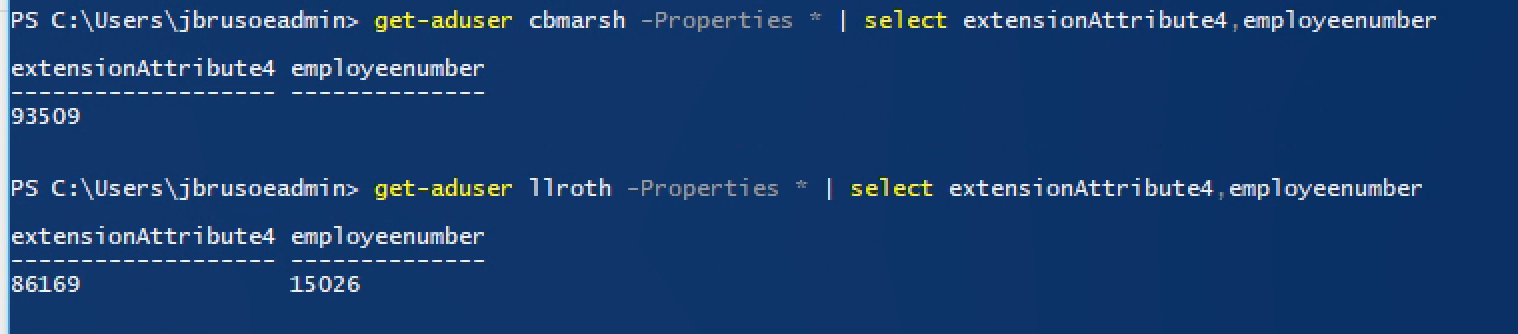 PS C:\Users\jbrusoeadmin> get-aduser cbmarsh -Properties * | select extensionAttribute4,employeenumber
extensionAttribute4 employeenumber
------------------- --------------
93509
PS C:\Users\jbrusoeadmin> get-aduser llroth -Properties * | select extensionAttribute4,employeenumber
extensionAttribute4 employeenumber
------------------- --------------
86169               15026